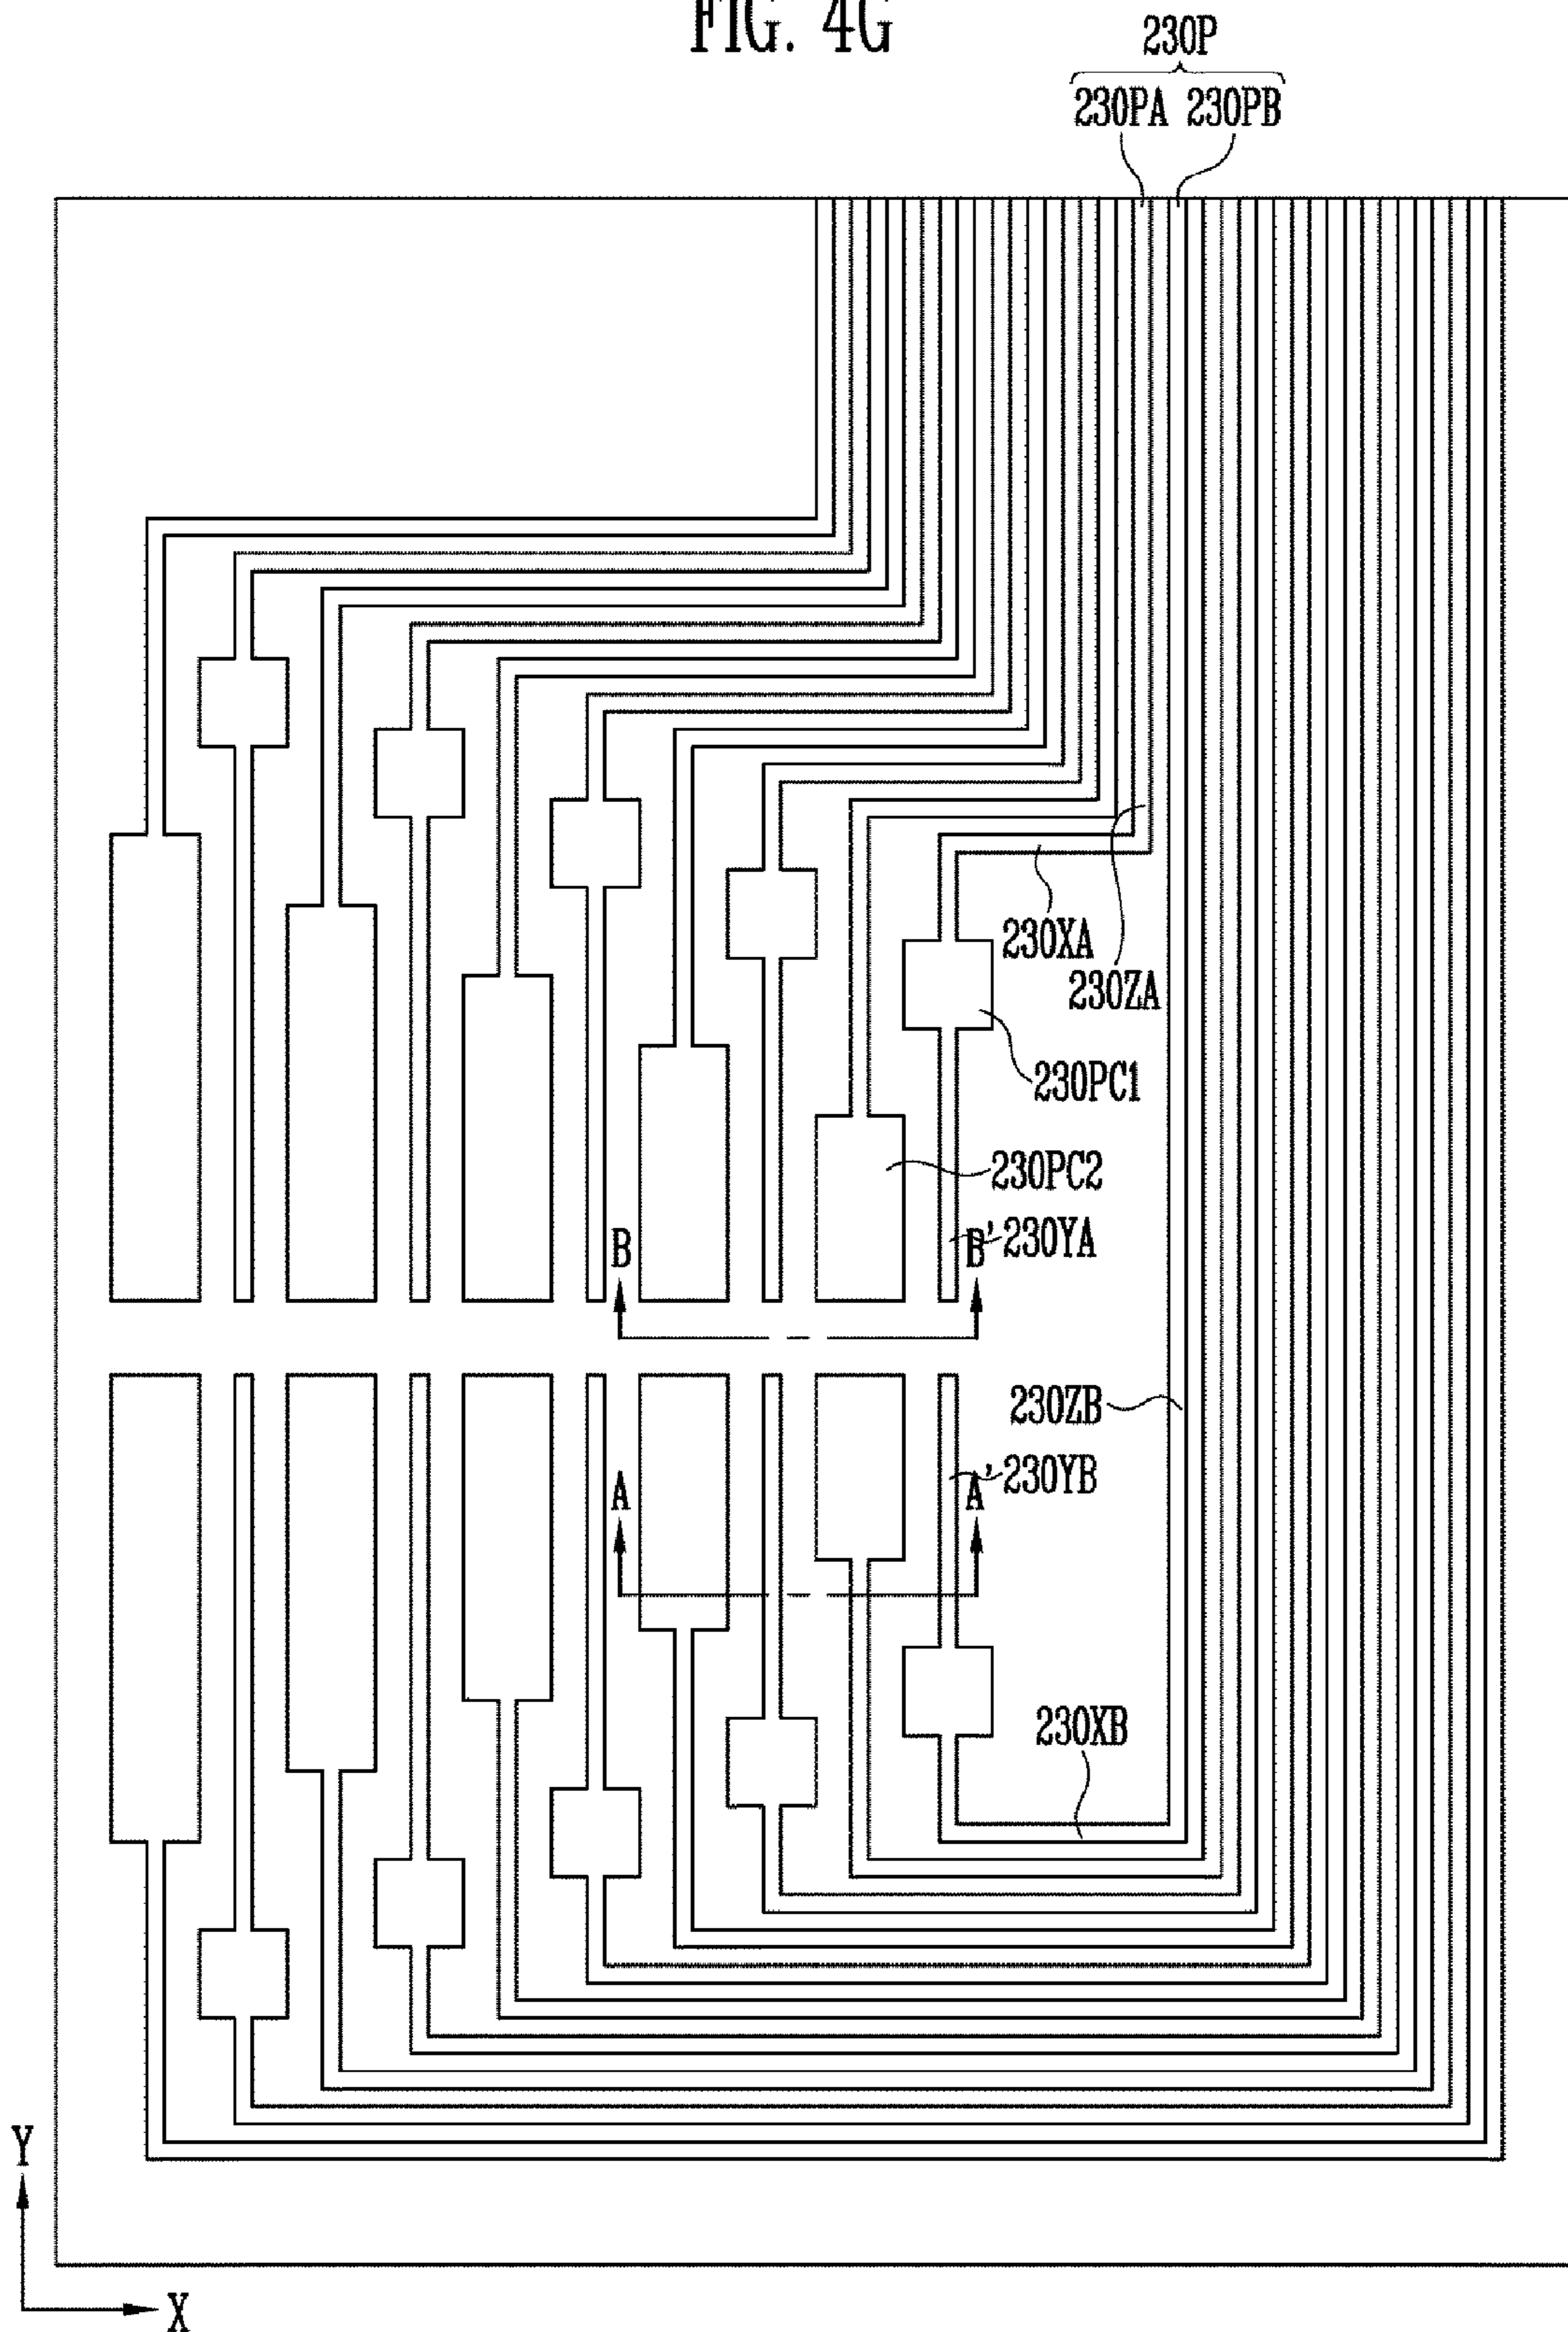 FIG. 4G
230P
230PA 230PB
230XA
230ZA
230PC1
230PC2
B B' 230YA
230ZB
A A' 230YB
230XB
Y
X